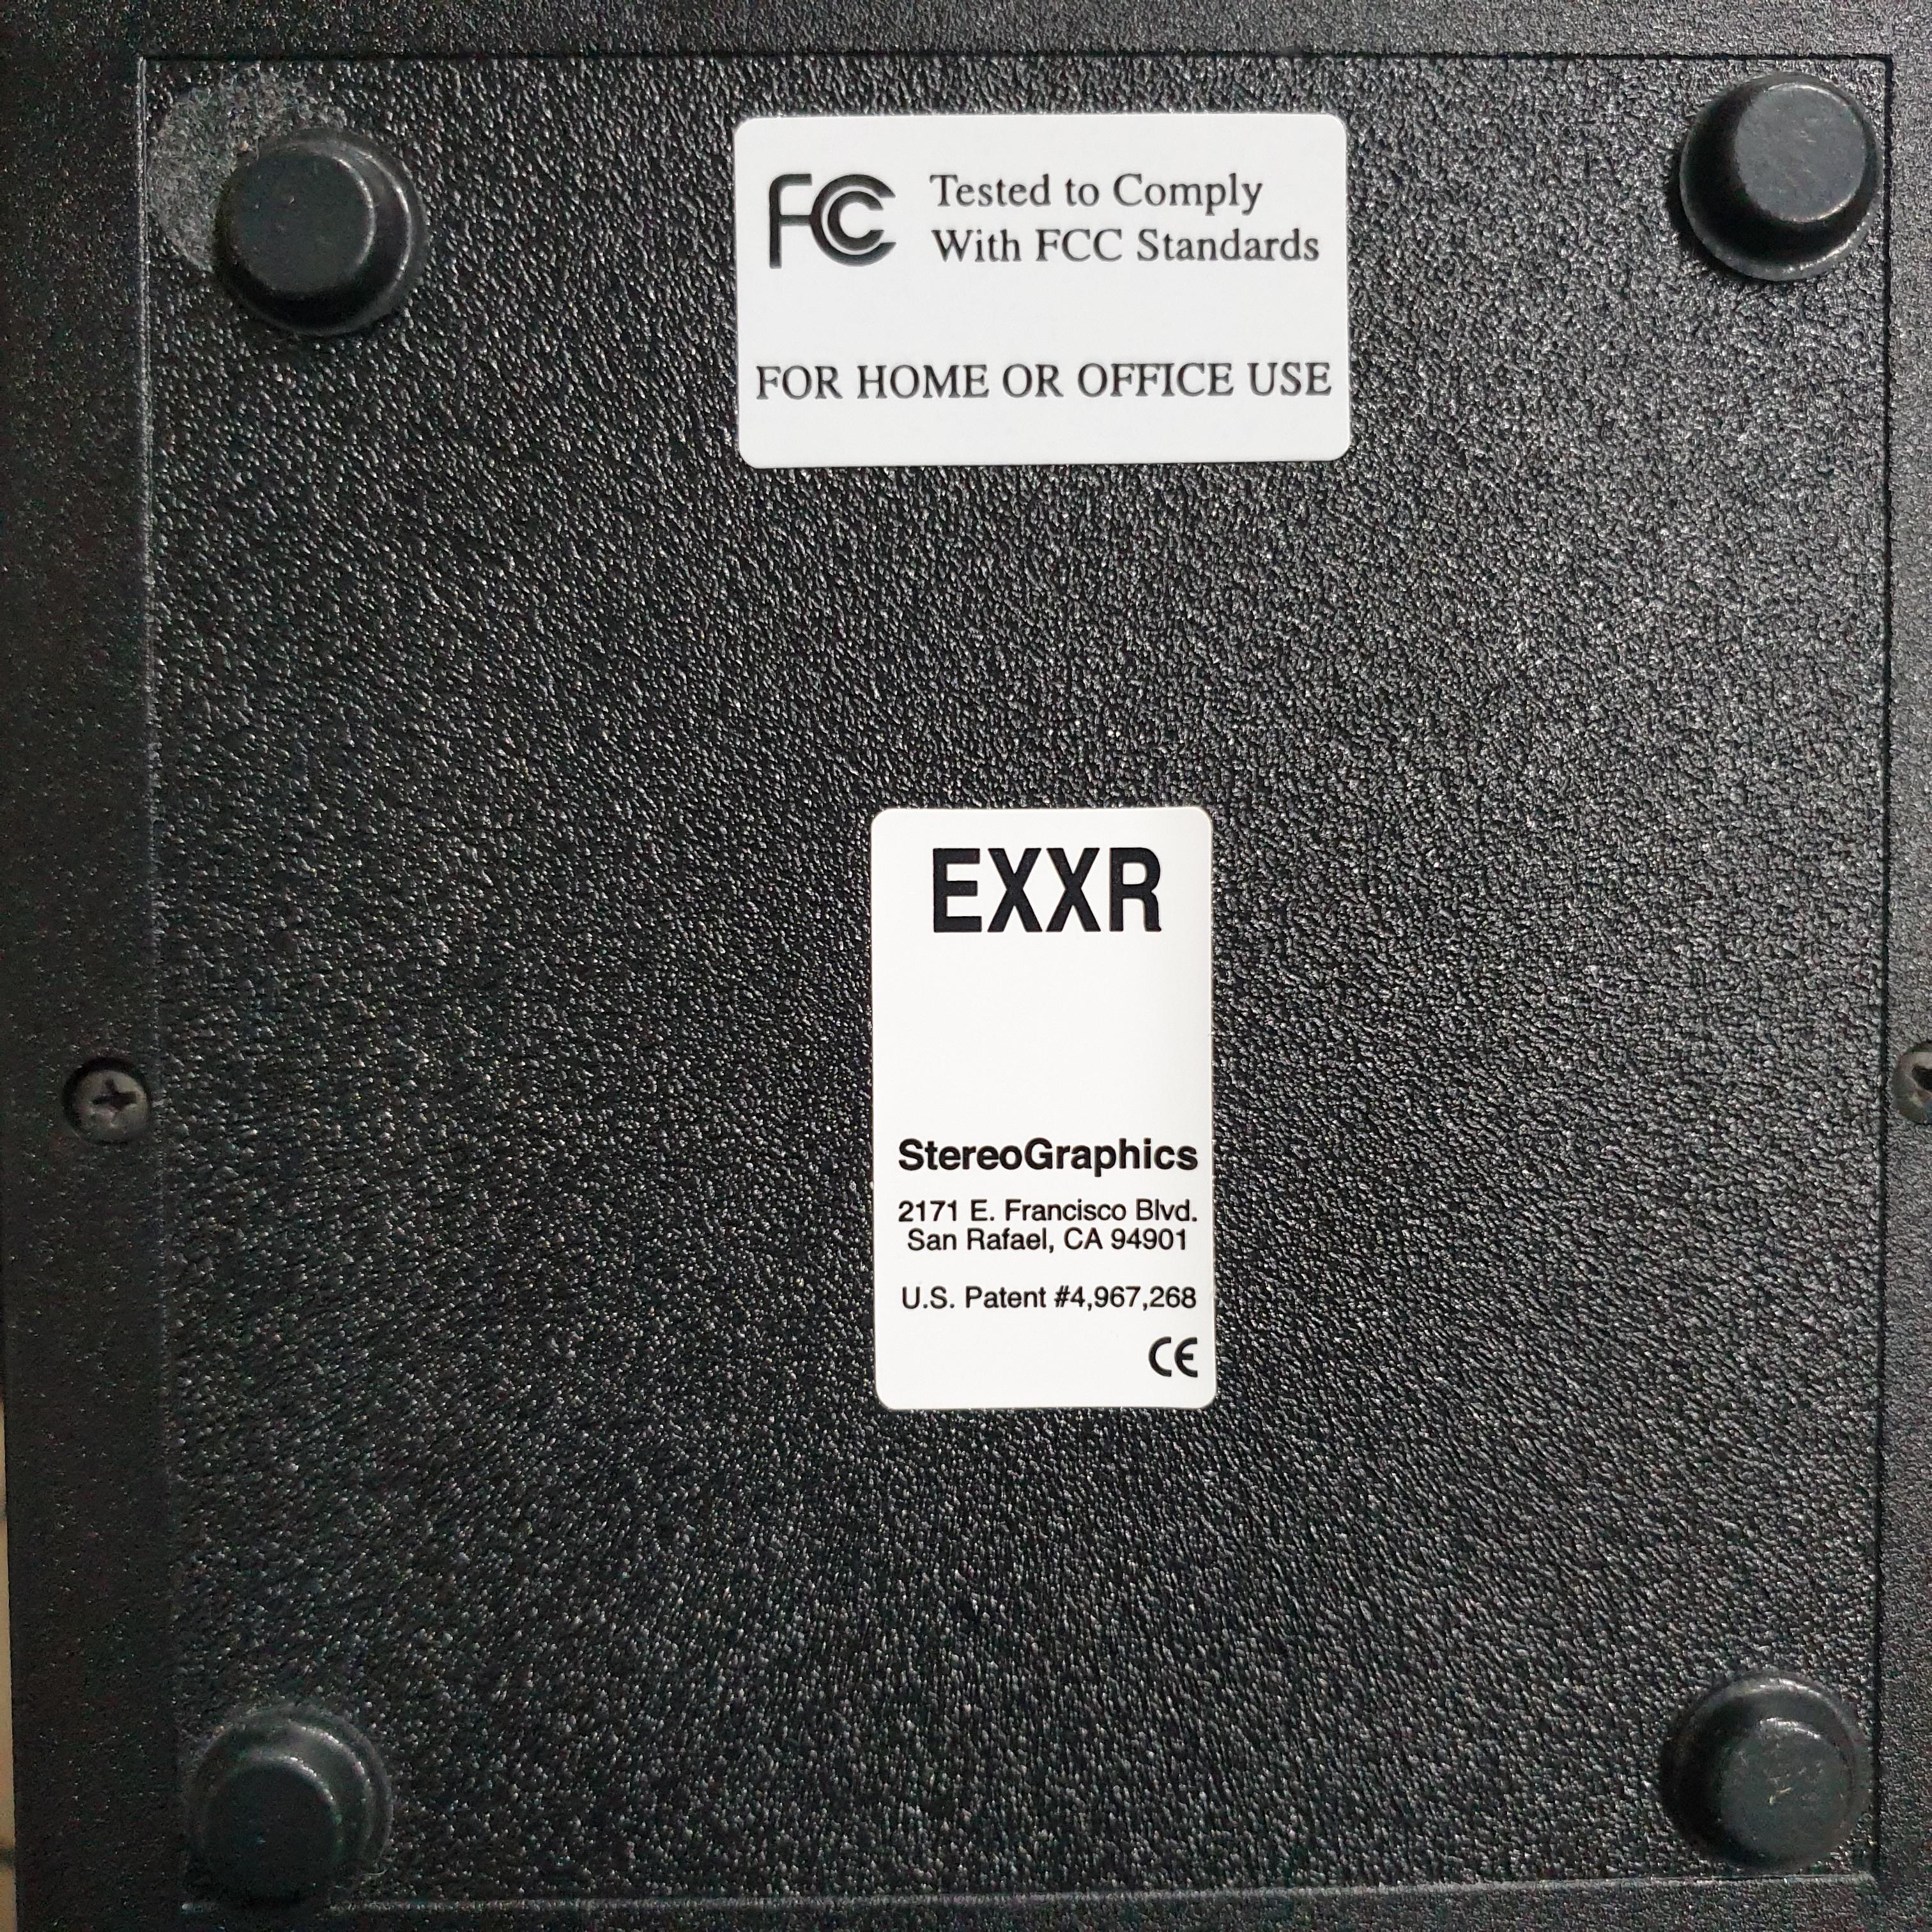 FC Tested to Comply
With FCC Standards
FOR HOME OR OFFICE USE
EXXR
StereoGraphics
2171 E. Francisco Blvd.
San Rafael, CA 94901
U.S. Patent #4,967,268
CE